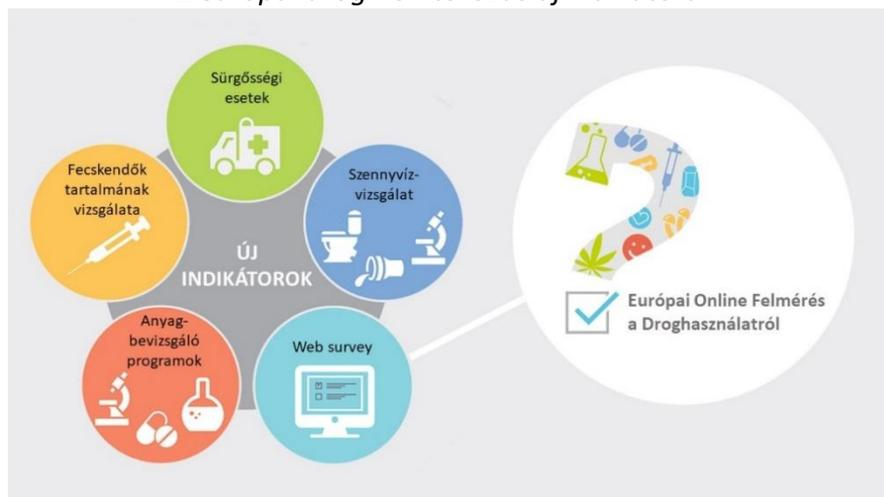 Sürgősségi
esetek
Fecskendők
tartalmának
vizsgálata
Szennyvíz-
vizsgálat
ÚJ
INDIKÁTOROK
Anyag-
bevizsgáló
programok
Web survey
Európai Online Felmérés
a Droghasználatról